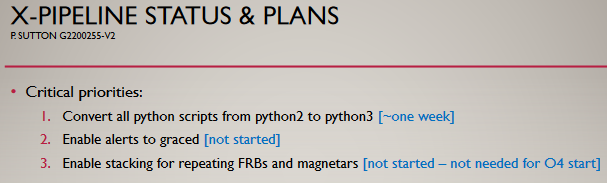 X-PIPELINE STATUS & PLANS
P. SUTTON G2200255-V2
• Critical priorities:
1. Convert all python scripts from python2 to python3 [~one week]
2. Enable alerts to graced [not started]
3. Enable stacking for repeating FRBs and magnetars [not started – not needed for O4 start]